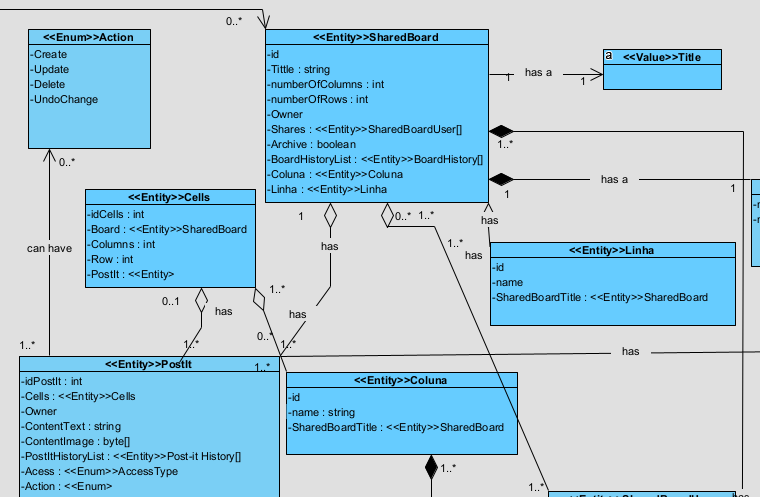 0..*
<<Enum>>Action
-Create
-Update
-Delete
-UndoChange
0..*
can have
1..*
<<Entity>>SharedBoard
-id
-Tittle : string
-numberOfColumns : int
-numberOfRows : int
-Owner
-Shares : <<Entity>>SharedBoardUser[]
-Archive : boolean
-BoardHistoryList : <<Entity>>BoardHistory[]
-Coluna : <<Entity>>Coluna
-Linha : <<Entity>>Linha
1
has a
1
a
<<Value>>Title
1..*
1
has a
1
<<Entity>>Cells
-idCells : int
-Board : <<Entity>>SharedBoard
-Columns : int
-Row : int
-PostIt : <<Entity>
0..1
has
1..*
1..*
0..*
1
has
has
1..*
0..*
1..*
has
1..*
has
<<Entity>>Linha
-id
-name
-SharedBoardTitle : <<Entity>>SharedBoard
has
<<Entity>>PostIt
1..*
-idPostIt : int
-Cells : <<Entity>>Cells
-Owner
-ContentText : string
-ContentImage : byte[]
-PostItHistoryList : <<Entity>>Post-it History[]
-Acess : <<Enum>>AccessType
-Action : <<Enum>
<<Entity>>Coluna
-id
-name : string
-SharedBoardTitle : <<Entity>>SharedBoard
1..*
1..*